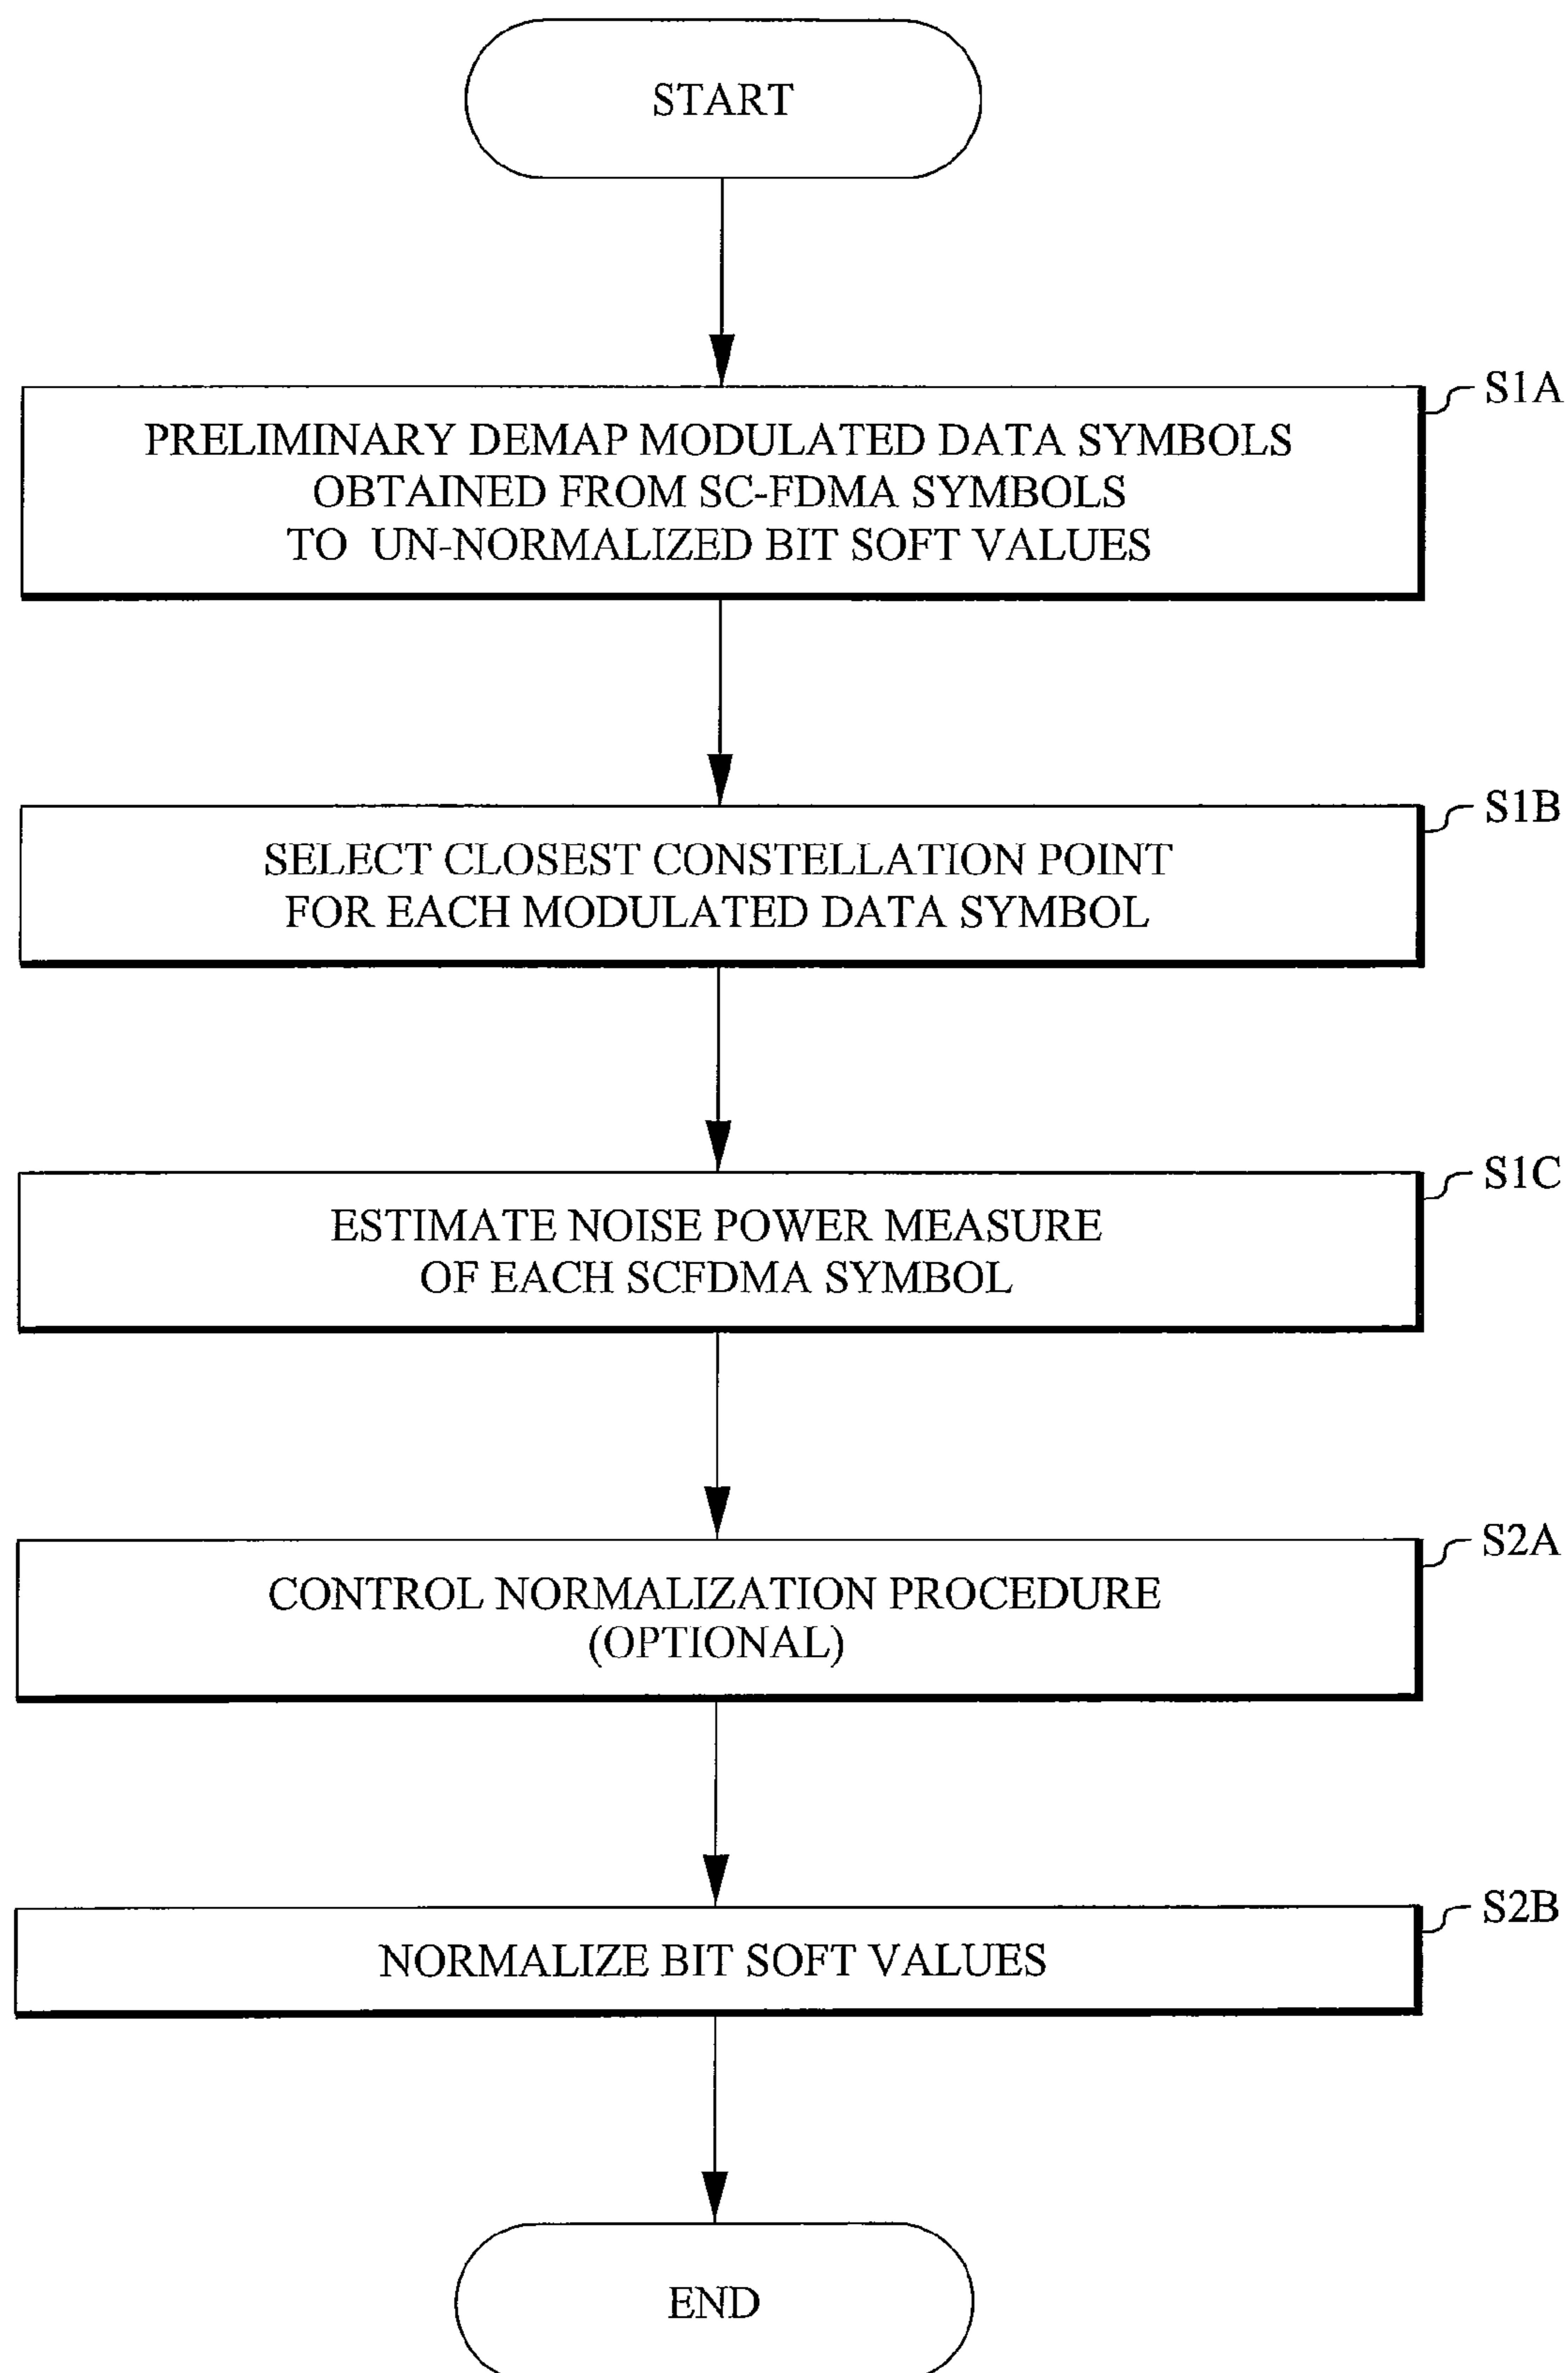 START
S1A
PRELIMINARY DEMAP MODULATED DATA SYMBOLS
OBTAINED FROM SC-FDMA SYMBOLS
TO UN-NORMALIZED BIT SOFT VALUES
S1B
SELECT CLOSEST CONSTELLATION POINT
FOR EACH MODULATED DATA SYMBOL
S1C
ESTIMATE NOISE POWER MEASURE
OF EACH SCFDMA SYMBOL
S2A
CONTROL NORMALIZATION PROCEDURE
(OPTIONAL)
S2B
NORMALIZE BIT SOFT VALUES
END